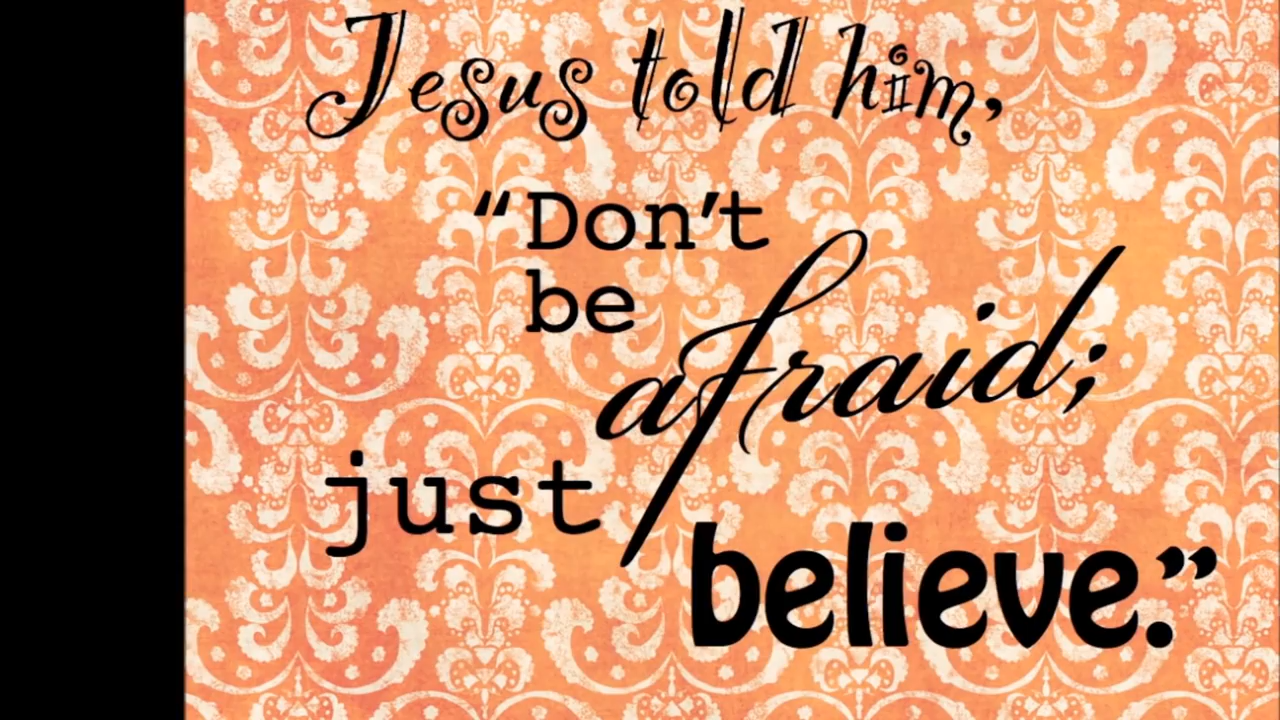 Jesus told him,
“Don’t
be
afraid;
just
believe.”